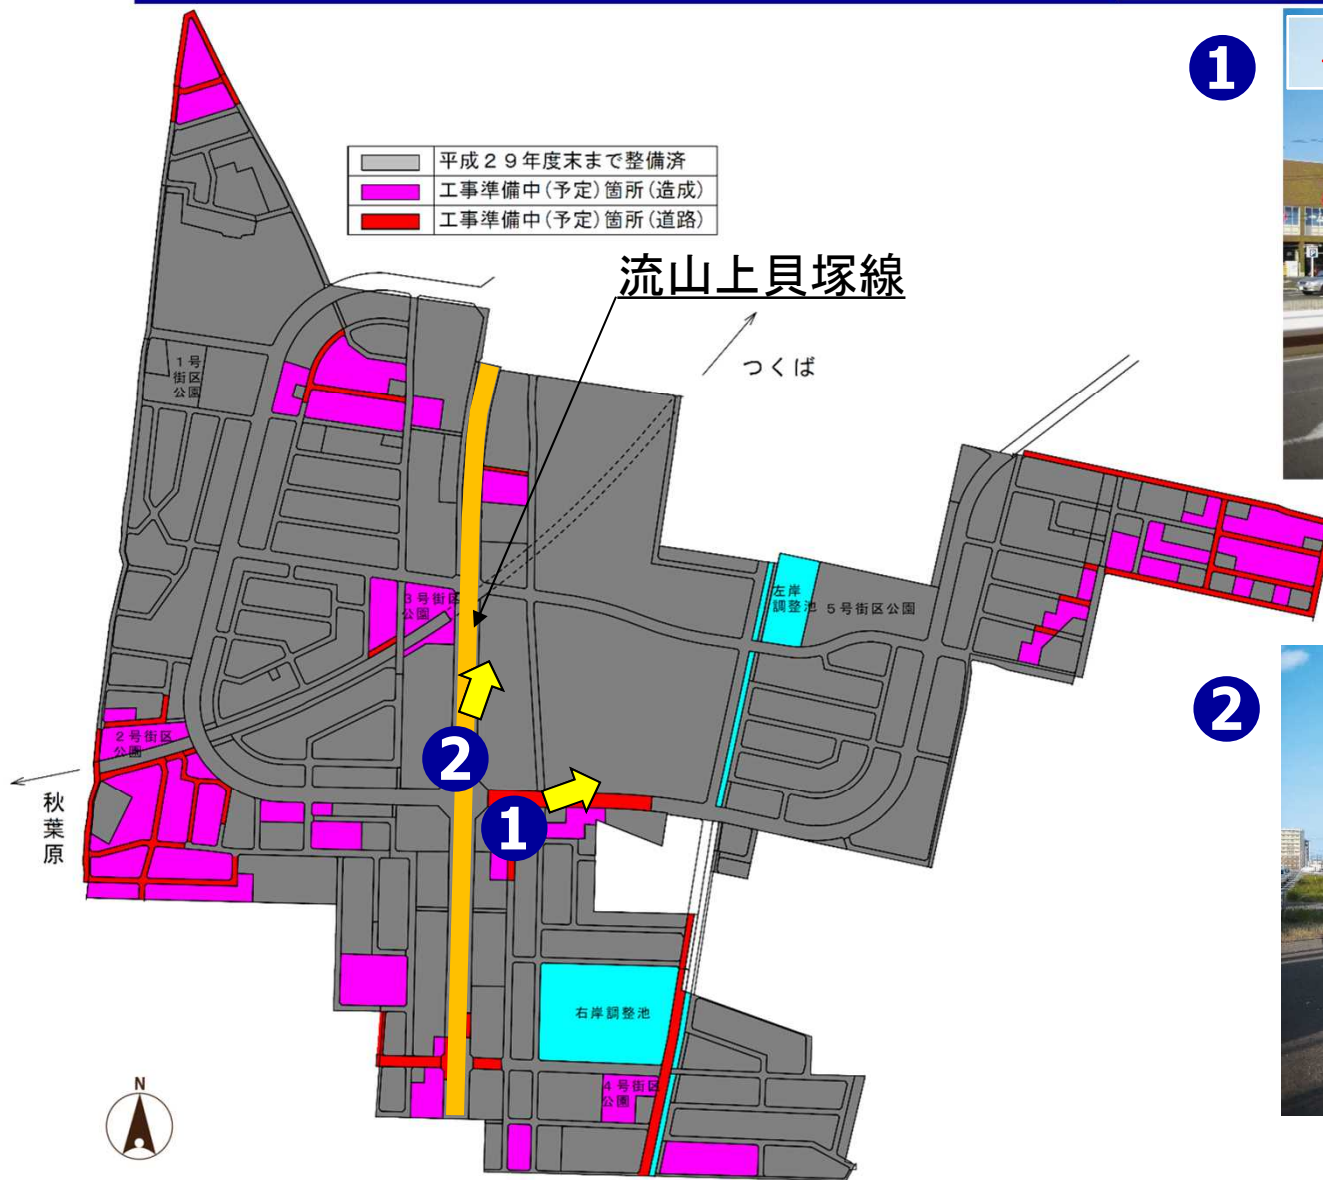 1
平成29年度末まで整備済
工事準備中(予定)箇所(造成)
工事準備中(予定)箇所(道路)
流山上貝塚線
つくば
1号
街区
公園
3号街区
公園
左岸
調整池
5号街区公園
2
2号街区
公園
2
秋葉原
1
右岸調整池
4号街区
公園
N